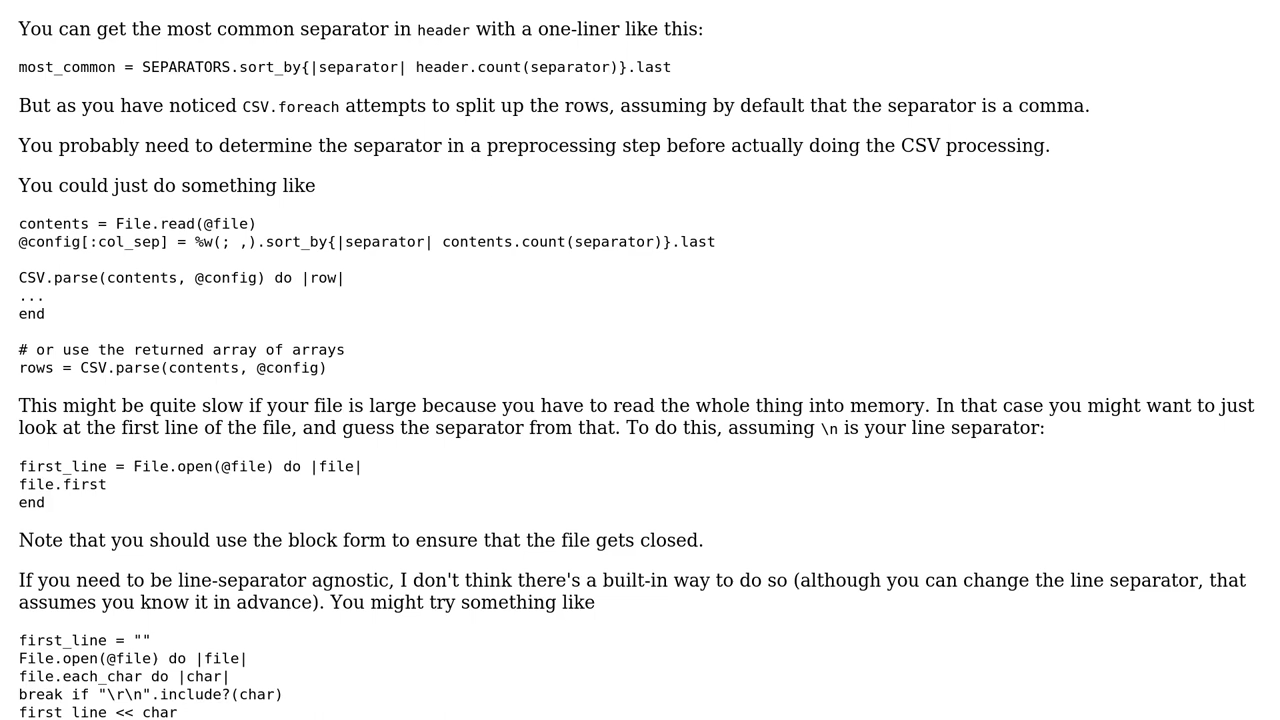 You can get the most common separator in header with a one-liner like this:
most_common = SEPARATORS.sort_by{|separator| header.count(separator)}.last
But as you have noticed CSV.foreach attempts to split up the rows, assuming by default that the separator is a comma.
You probably need to determine the separator in a preprocessing step before actually doing the CSV processing.
You could just do something like
contents = File.read(@file)
@config[:col_sep] = %w(; ,).sort_by{|separator| contents.count(separator)}.last
CSV.parse(contents, @config) do |row|
...
end
# or use the returned array of arrays
rows = CSV.parse(contents, @config)
This might be quite slow if your file is large because you have to read the whole thing into memory. In that case you might want to just
look at the first line of the file, and guess the separator from that. To do this, assuming \n is your line separator:
first_line = File.open(@file) do |file|
file.first
end
Note that you should use the block form to ensure that the file gets closed.
If you need to be line-separator agnostic, I don't think there's a built-in way to do so (although you can change the line separator, that
assumes you know it in advance). You might try something like
first_line = ""
File.open(@file) do |file|
file.each_char do |char|
break if "\r\n".include?(char)
first_line << char